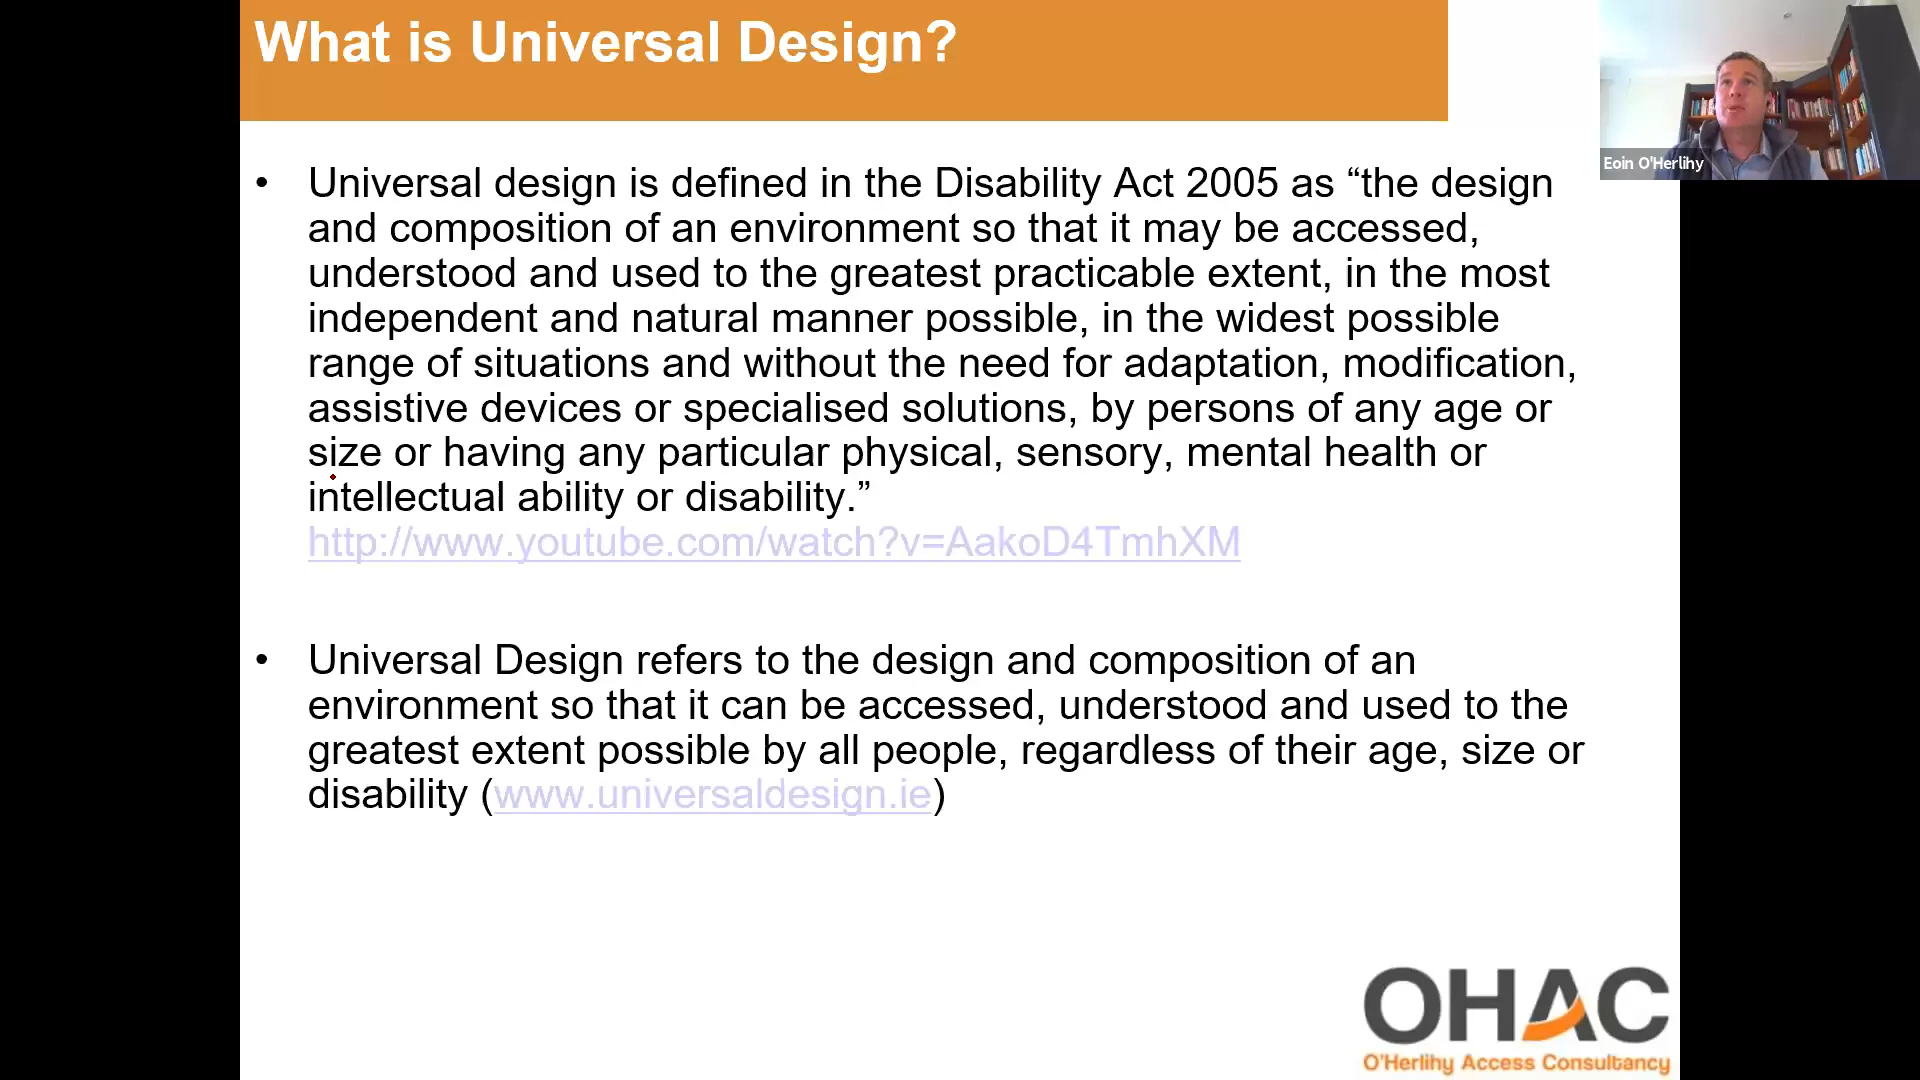 What is Universal Design?
Eoin O'Herlihy
• Universal design is defined in the Disability Act 2005 as “the design
and composition of an environment so that it may be accessed,
understood and used to the greatest practicable extent, in the most
independent and natural manner possible, in the widest possible
range of situations and without the need for adaptation, modification,
assistive devices or specialised solutions, by persons of any age or
size or having any particular physical, sensory, mental health or
intellectual ability or disability.”
http://www.youtube.com/watch?v=AakoD4TmhXM
• Universal Design refers to the design and composition of an
environment so that it can be accessed, understood and used to the
greatest extent possible by all people, regardless of their age, size or
disability (www.universaldesign.ie)
OHAC
O'Herlihy Access Consultancy